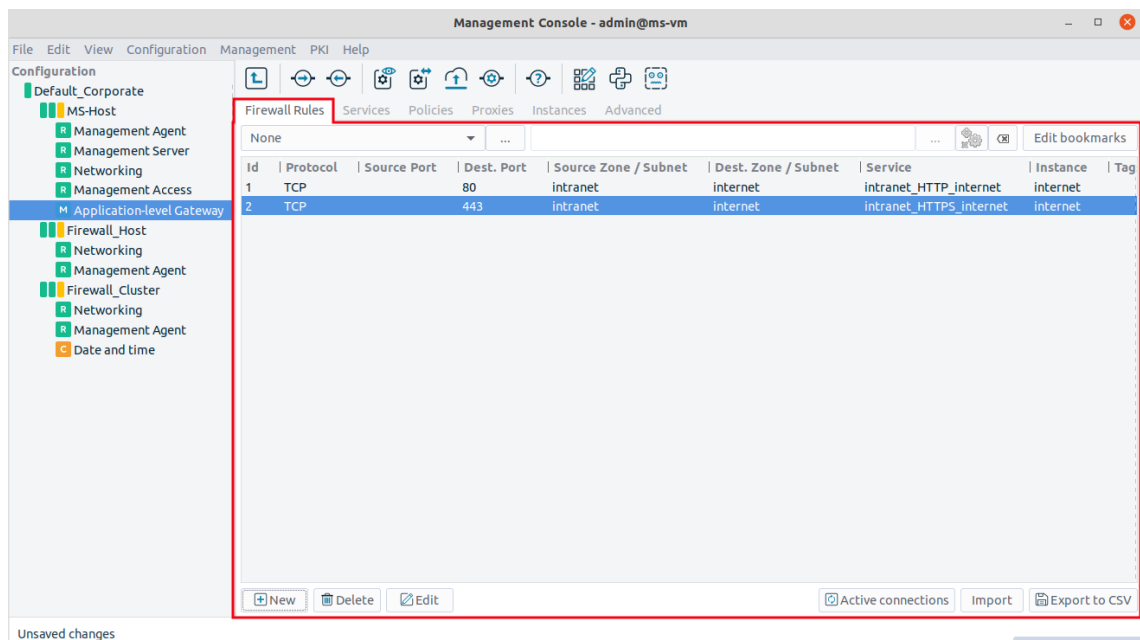 Management Console - admin@ms-vm
File Edit View Configuration Management PKI Help
Configuration
Default_Corporate
MS-Host
R Management Agent
R Management Server
R Networking
R Management Access
M Application-level Gateway
Firewall_Host
R Networking
R Management Agent
Firewall_Cluster
R Networking
R Management Agent
C Date and time
Firewall Rules Services Policies Proxies Instances Advanced
None ... ... Edit bookmarks
Id Protocol Source Port Dest. Port Source Zone / Subnet Dest. Zone / Subnet Service Instance Tag
1 TCP 80 intranet internet intranet_HTTP_internet internet
2 TCP 443 intranet internet intranet_HTTPS_internet internet
New Delete Edit Active connections Import Export to CSV
Unsaved changes